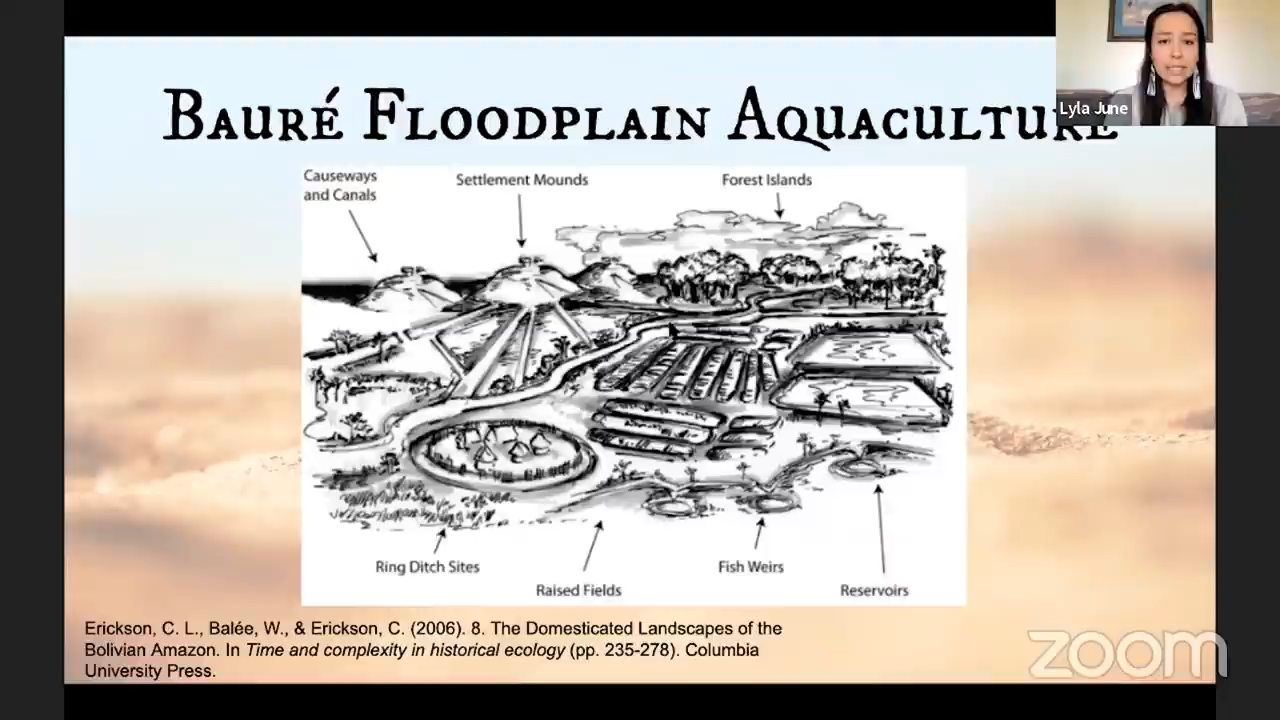 Bauré Floodplain Aquaculture
Lyla June
Causeways
and Canals
Settlement Mounds
Forest Islands
Ring Ditch Sites
Raised Fields
Fish Weirs
Reservoirs
Erickson, C. L., Balée, W., & Erickson, C. (2006). 8. The Domesticated Landscapes of the
Bolivian Amazon. In Time and complexity in historical ecology (pp. 235-278). Columbia
University Press.
zoom